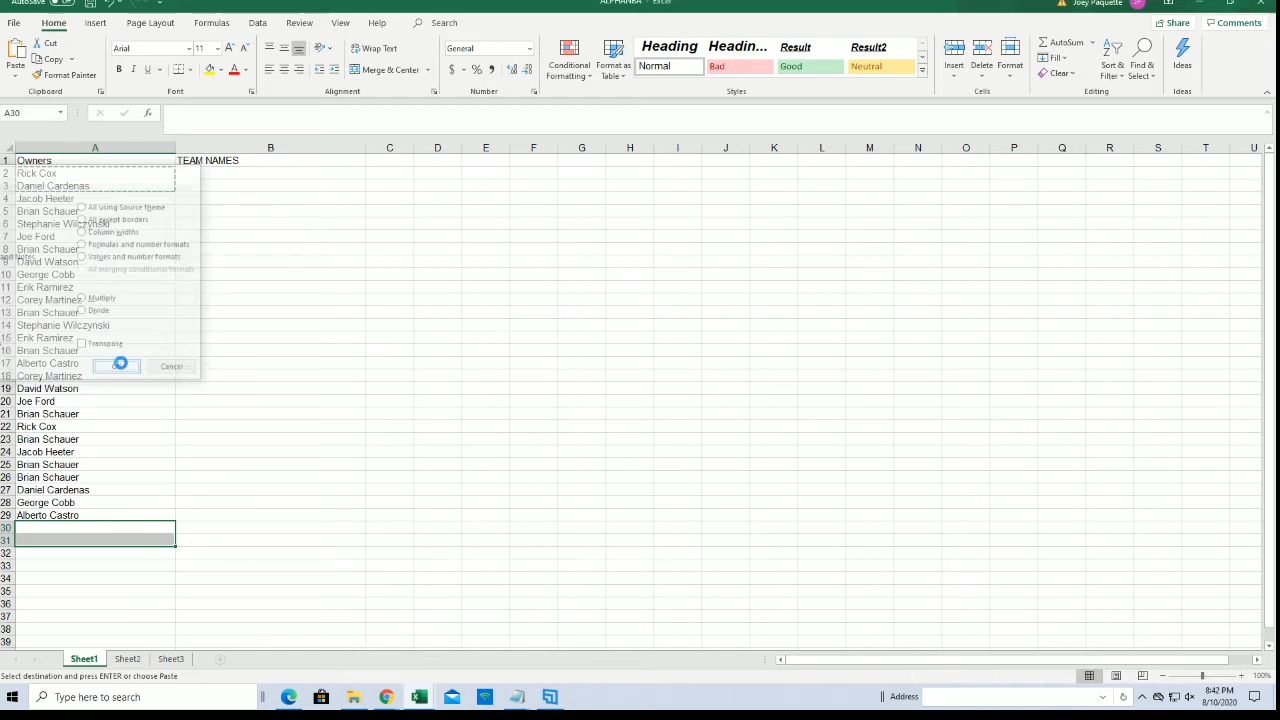 AutoSave ALPHANBA - Excel Joey Paquette JP
File Home Insert Page Layout Formulas Data Review View Help Search Share Comments
Paste Cut Copy Format Painter Clipboard
Arial 11 A A B I U A Font
Wrap Text Merge & Center Alignment
General $ % , Number
Conditional Formatting Format as Table
Heading Headin... Result Result2
Normal Bad Good Neutral
Styles
Insert Delete Format Cells
AutoSum Fill Clear Sort & Filter Find & Select Editing
Ideas Ideas
A30 fx
A B C D E F G H I J K L M N O P Q R S T U
1 Owners TEAM NAMES
2 Rick Cox
3 Daniel Cardenas
4 Jacob Heeter
5 Brian Schauer
6 Stephanie Wilczynski
7 Joe Ford
8 Brian Schauer
9 David Watson
10 George Cobb
11 Erik Ramirez
12 Corey Martinez
13 Brian Schauer
14 Stephanie Wilczynski
15 Erik Ramirez
16 Brian Schauer
17 Alberto Castro
18 Corey Martinez
19 David Watson
20 Joe Ford
21 Brian Schauer
22 Rick Cox
23 Brian Schauer
24 Jacob Heeter
25 Brian Schauer
26 Brian Schauer
27 Daniel Cardenas
28 George Cobb
29 Alberto Castro
30
31
32
33
34
35
36
37
38
39
All using Source theme
All except borders
Column widths
Formulas and number formats
Values and number formats
All merging conditional formats
and Notes
Multiply
Divide
Transpose
Cancel
Sheet1 Sheet2 Sheet3
Select destination and press ENTER or choose Paste 100%
Type here to search Address 8:42 PM
8/10/2020